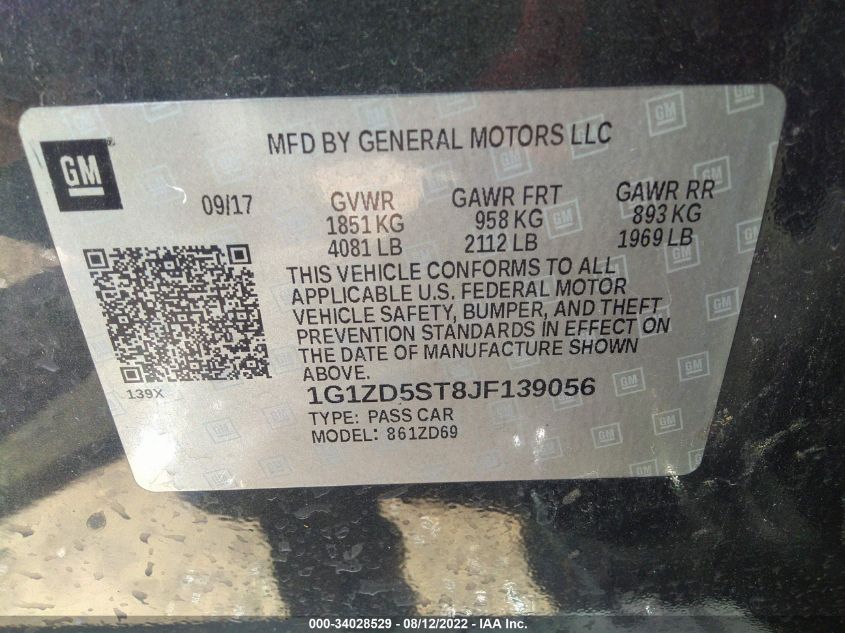 MFD BY GENERAL MOTORS LLC
GM
09/17
GVWR
1851 KG
4081 LB
GAWR FRT
958 KG
2112 LB
GAWR RR
893 KG
1969 LB
THIS VEHICLE CONFORMS TO ALL
APPLICABLE U.S. FEDERAL MOTOR
VEHICLE SAFETY, BUMPER, AND THEFT
PREVENTION STANDARDS IN EFFECT ON
THE DATE OF MANUFACTURE SHOWN
ABOVE.
139X
1G1ZD5ST8JF139056
TYPE: PASS CAR
MODEL: 861ZD69
000-34028529 - 08/12/2022 - IAA Inc.